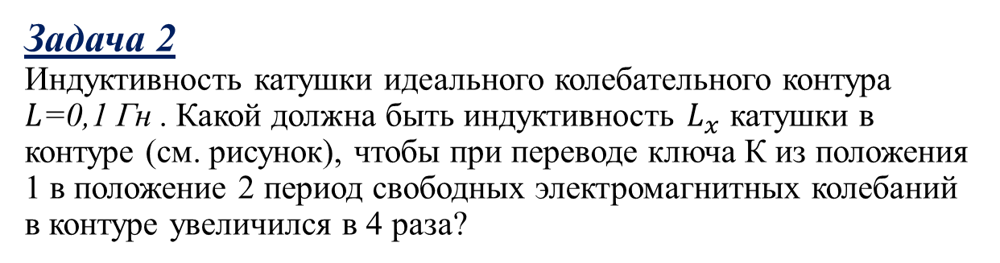 Задача 2
Индуктивность катушки идеального колебательного контура
L=0,1 Гн . Какой должна быть индуктивность Lₓ катушки в
контуре (см. рисунок), чтобы при переводе ключа К из положения
1 в положение 2 период свободных электромагнитных колебаний
в контуре увеличился в 4 раза?